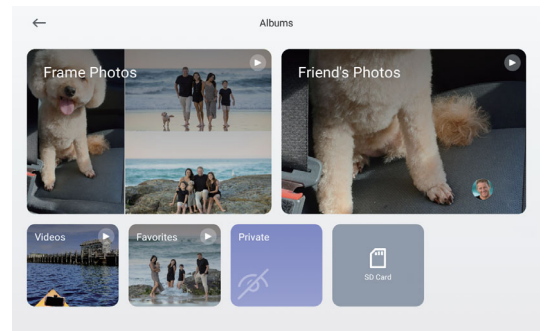 Albums
Frame Photos
Friend's Photos
Videos
Favorites
Private
SD Card